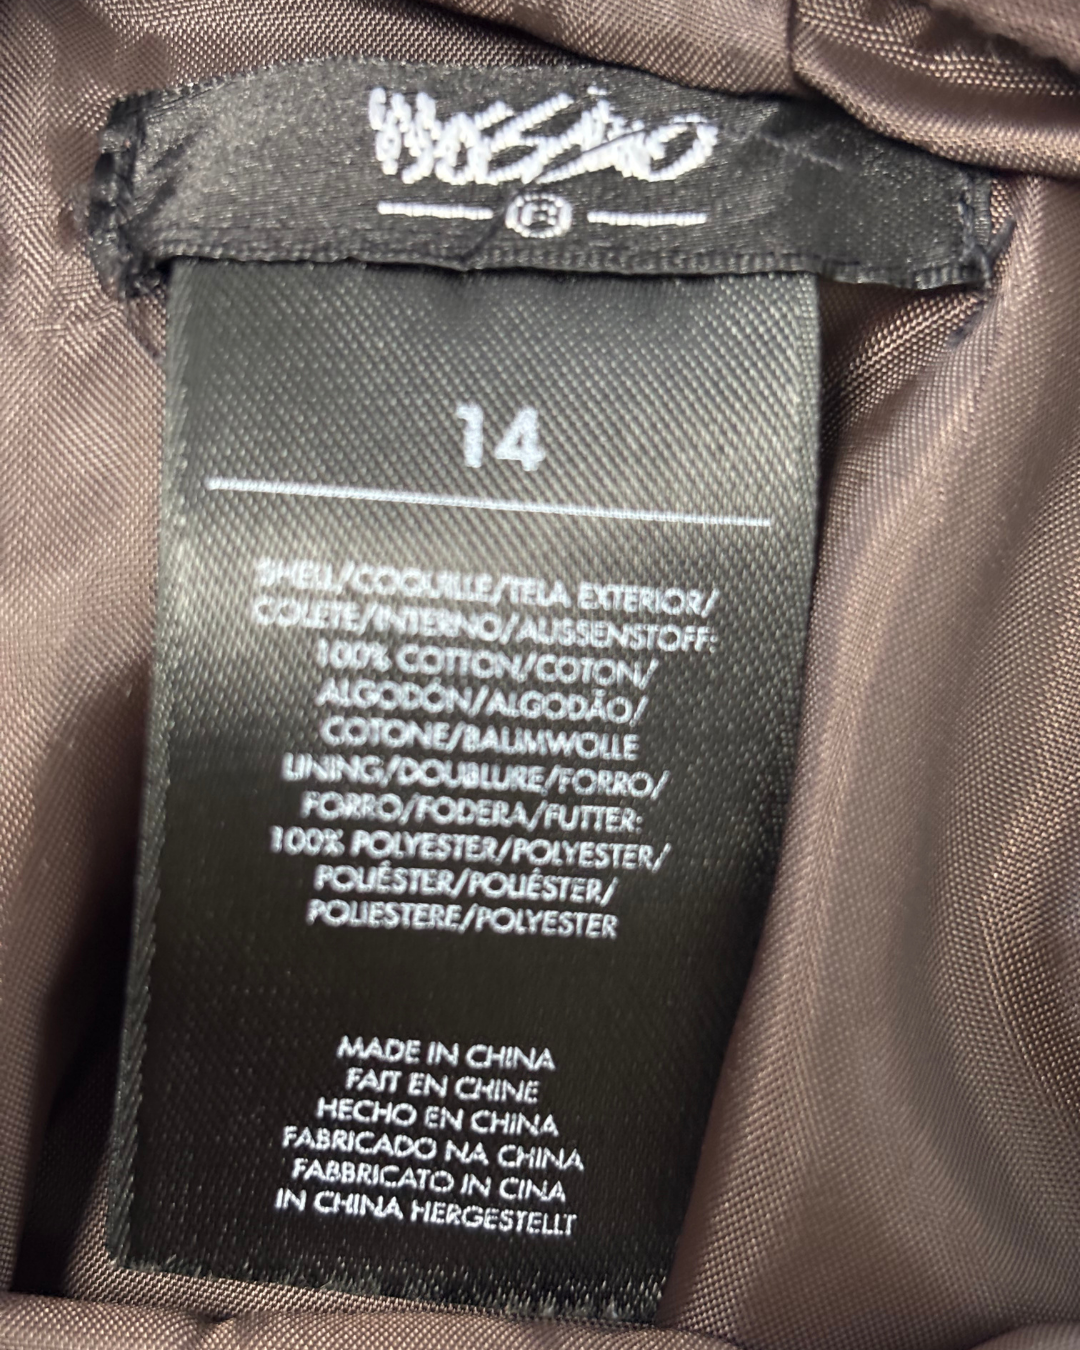 Mossimo
®
14
SHELL/COQUILLE/TELA EXTERIOR/
COLETE/INTERNO/AUSSENSTOFF:
100% COTTON/COTON/
ALGODÓN/ALGODÃO/
COTONE/BAUMWOLLE
LINING/DOUBLURE/FORRO/
FORRO/FODERA/FUTTER:
100% POLYESTER/POLYESTER/
POLIÉSTER/POLIÉSTER/
POLIESTERE/POLYESTER
MADE IN CHINA
FAIT EN CHINE
HECHO EN CHINA
FABRICADO NA CHINA
FABBRICATO IN CINA
IN CHINA HERGESTELLT